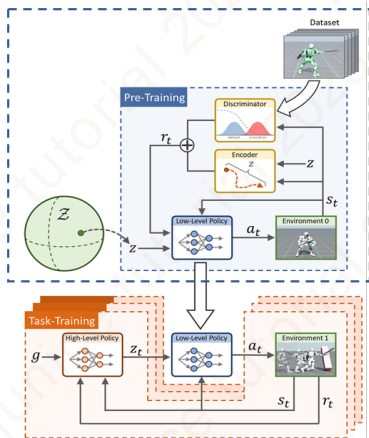 Dataset
Pre-Training
Discriminator
r_t
Encoder
z
z
s_t
𝒵
Low-Level Policy
a_t
Environment 0
z
Task-Training
High-Level Policy
Low-Level Policy
Environment 1
g
z_t
a_t
s_t
r_t